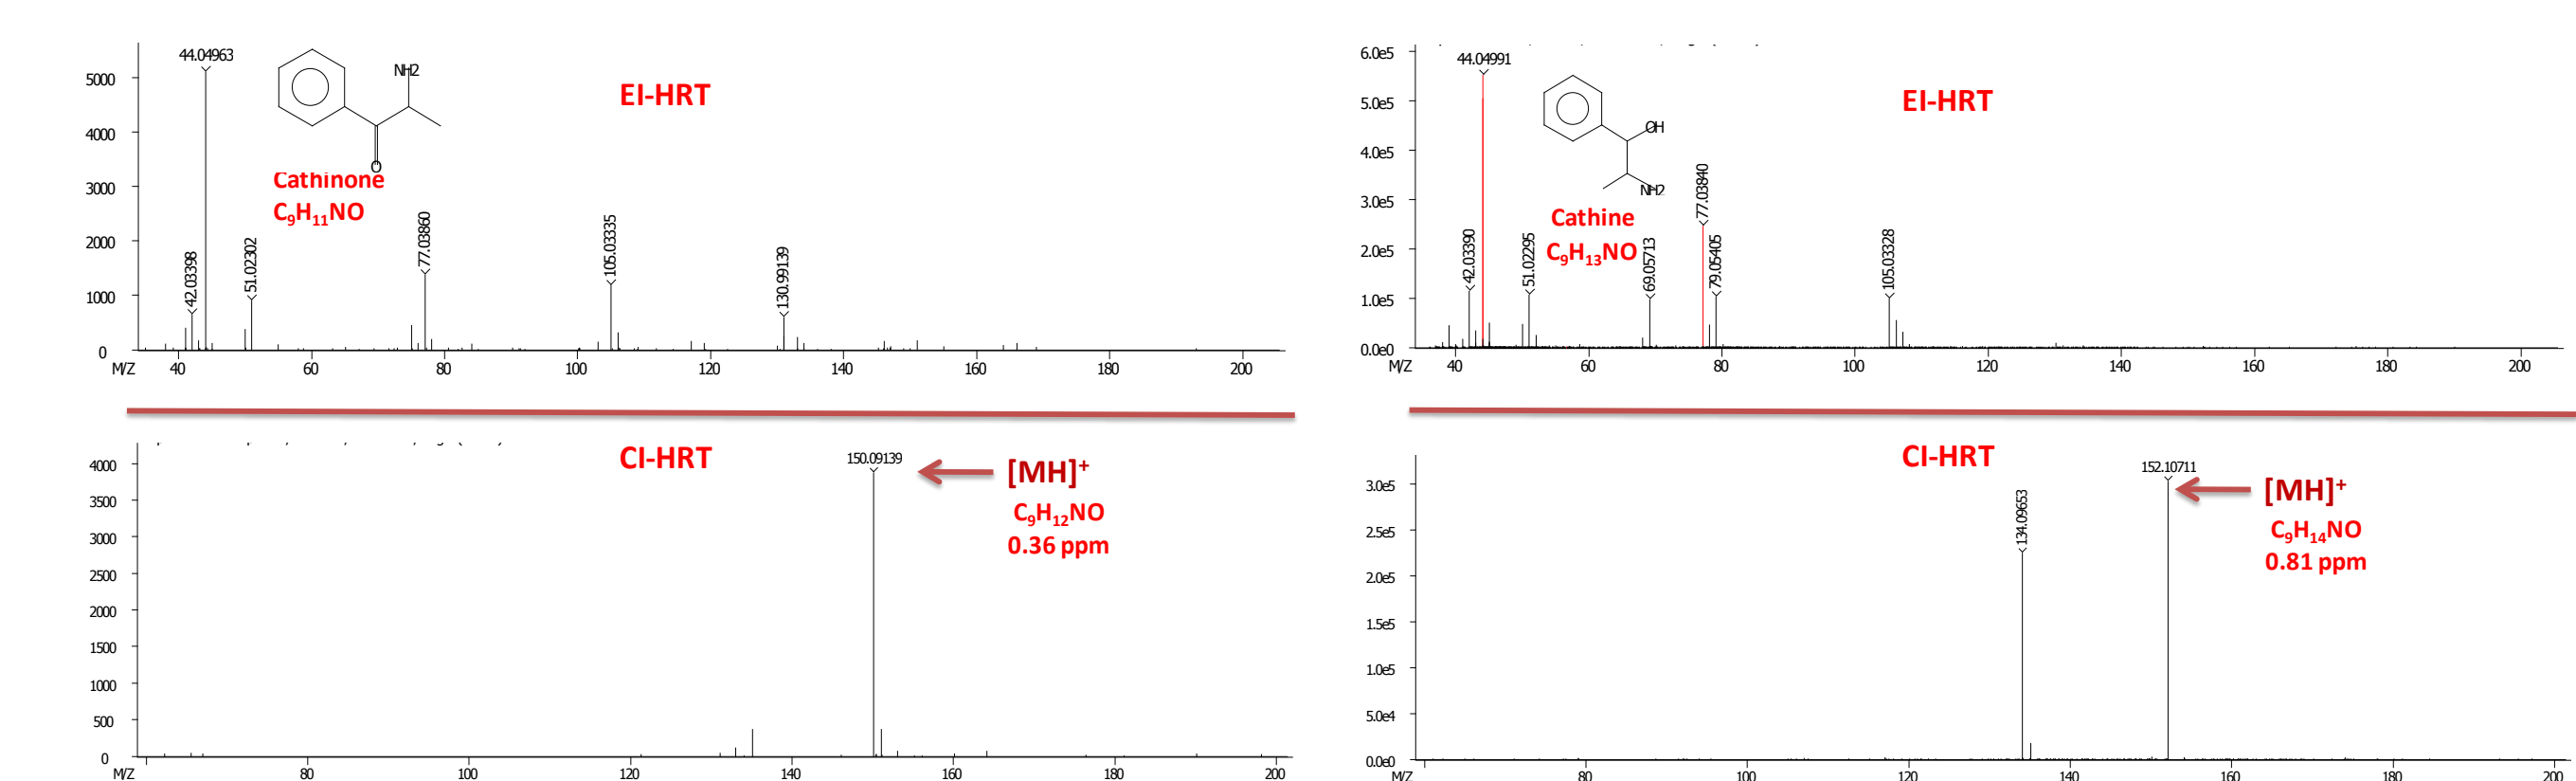 44.04963
NH2
O
EI-HRT
Cathinone
C₉H₁₁NO
5000
4000
3000
2000
1000
0
42.03398
51.02302
77.03860
105.03335
130.99139
M/Z 40 60 80 100 120 140 160 180 200
44.04991
OH
NH2
EI-HRT
Cathine
C₉H₁₃NO
6.0e5
5.0e5
4.0e5
3.0e5
2.0e5
1.0e5
0.0e0
42.03390
51.02295
69.05713
77.03840
79.05405
105.03328
M/Z 40 60 80 100 120 140 160 180 200
CI-HRT
150.09139
[MH]⁺
C₉H₁₂NO
0.36 ppm
4000
3500
3000
2500
2000
1500
1000
500
0
M/Z 80 100 120 140 160 180 200
CI-HRT
152.10711
134.09653
[MH]⁺
C₉H₁₄NO
0.81 ppm
3.0e5
2.5e5
2.0e5
1.5e5
1.0e5
5.0e4
0.0e0
M/Z 80 100 120 140 160 180 200